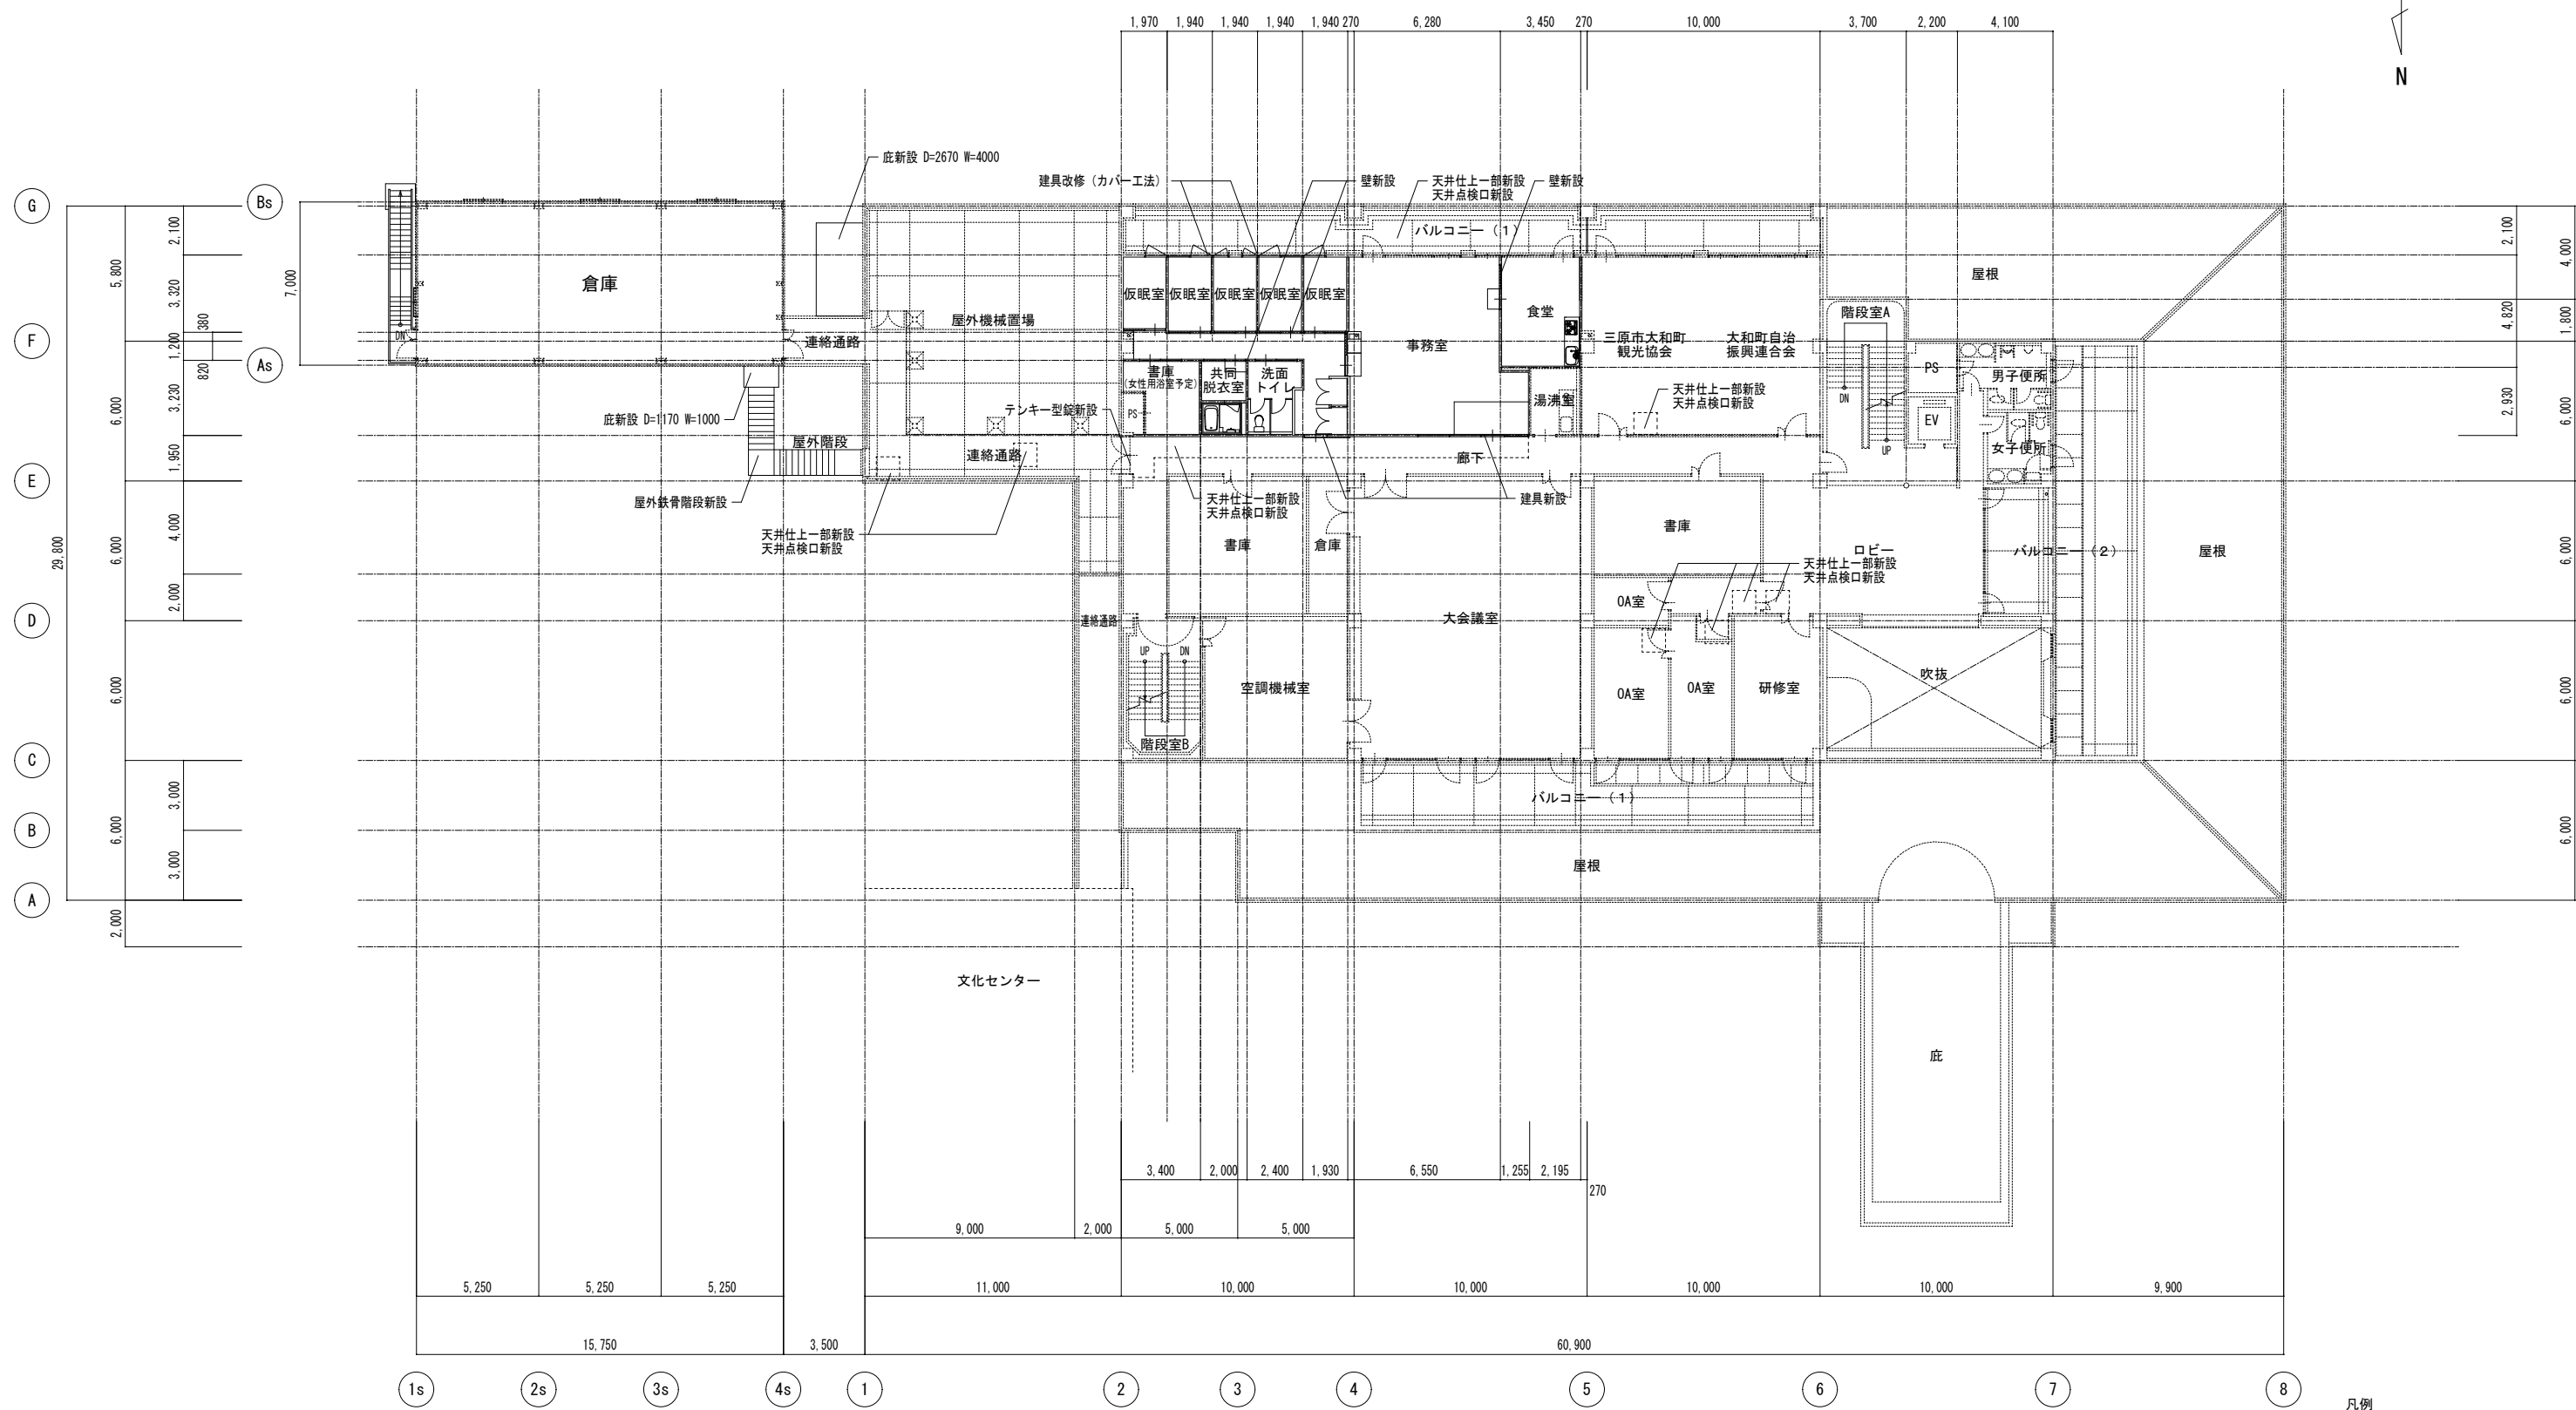 1,970 1,940 1,940 1,940 1,940 270 6,280 3,450 270 10,000 3,700 2,200 4,100
N
庇新設 D=2670 W=4000
建具改修（カバー工法）
壁新設
天井仕上一部新設
天井点検口新設
壁新設
G
Bs
F
As
E
D
C
B
A
29,800
5,800
6,000
6,000
6,000
6,000
2,000
2,100
3,320
380
1,200
820
3,230
1,950
4,000
2,000
3,000
3,000
7,000
2,100
4,820
2,930
4,000
1,800
6,000
6,000
6,000
6,000
倉庫
DN
連絡通路
屋外機械置場
バルコニー（1）
仮眠室 仮眠室 仮眠室 仮眠室 仮眠室
事務室
食堂
三原市大和町
観光協会
大和町自治
振興連合会
階段室A
DN
UP
屋根
PS
EV
男子便所
女子便所
書庫
（女性用浴室予定）
PS
共同
脱衣室
洗面
トイレ
湯沸室
天井仕上一部新設
天井点検口新設
テンキー型錠新設
庇新設 D=1170 W=1000
屋外階段
屋外鉄骨階段新設
連絡通路
天井仕上一部新設
天井点検口新設
廊下
天井仕上一部新設
天井点検口新設
建具新設
書庫
倉庫
書庫
ロビー
天井仕上一部新設
天井点検口新設
バルコニー（2）
屋根
連絡通路
大会議室
OA室
OA室
OA室
研修室
吹抜
UP
DN
階段室B
空調機械室
バルコニー（1）
屋根
文化センター
庇
3,400 2,000 2,400 1,930 6,550 1,255 2,195
270
9,000 2,000 5,000 5,000
5,250 5,250 5,250 11,000 10,000 10,000 10,000 10,000 9,900
15,750 3,500 60,900
1s 2s 3s 4s 1 2 3 4 5 6 7 8
凡例